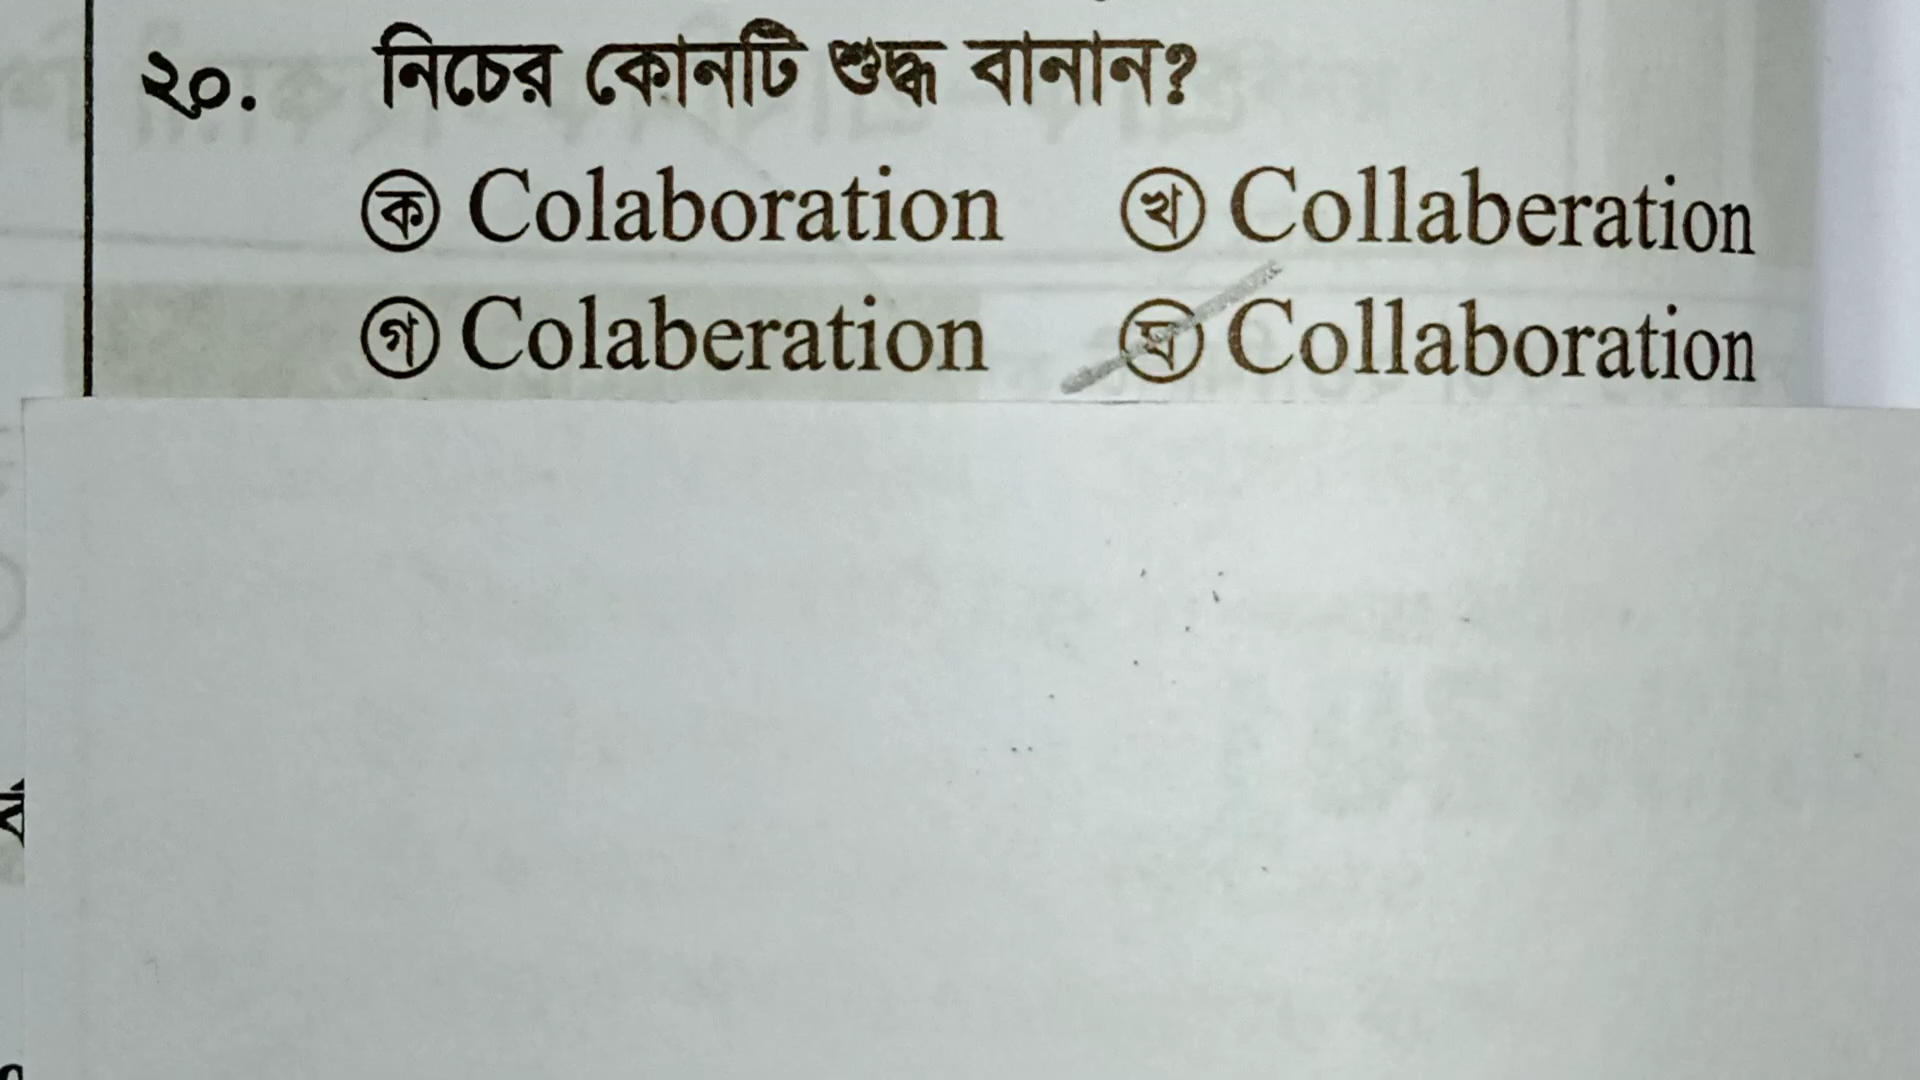 ২০. নিচের কোনটি শুদ্ধ বানান?
ক Colaboration খ Collaberation
গ Colaberation ঘ Collaboration